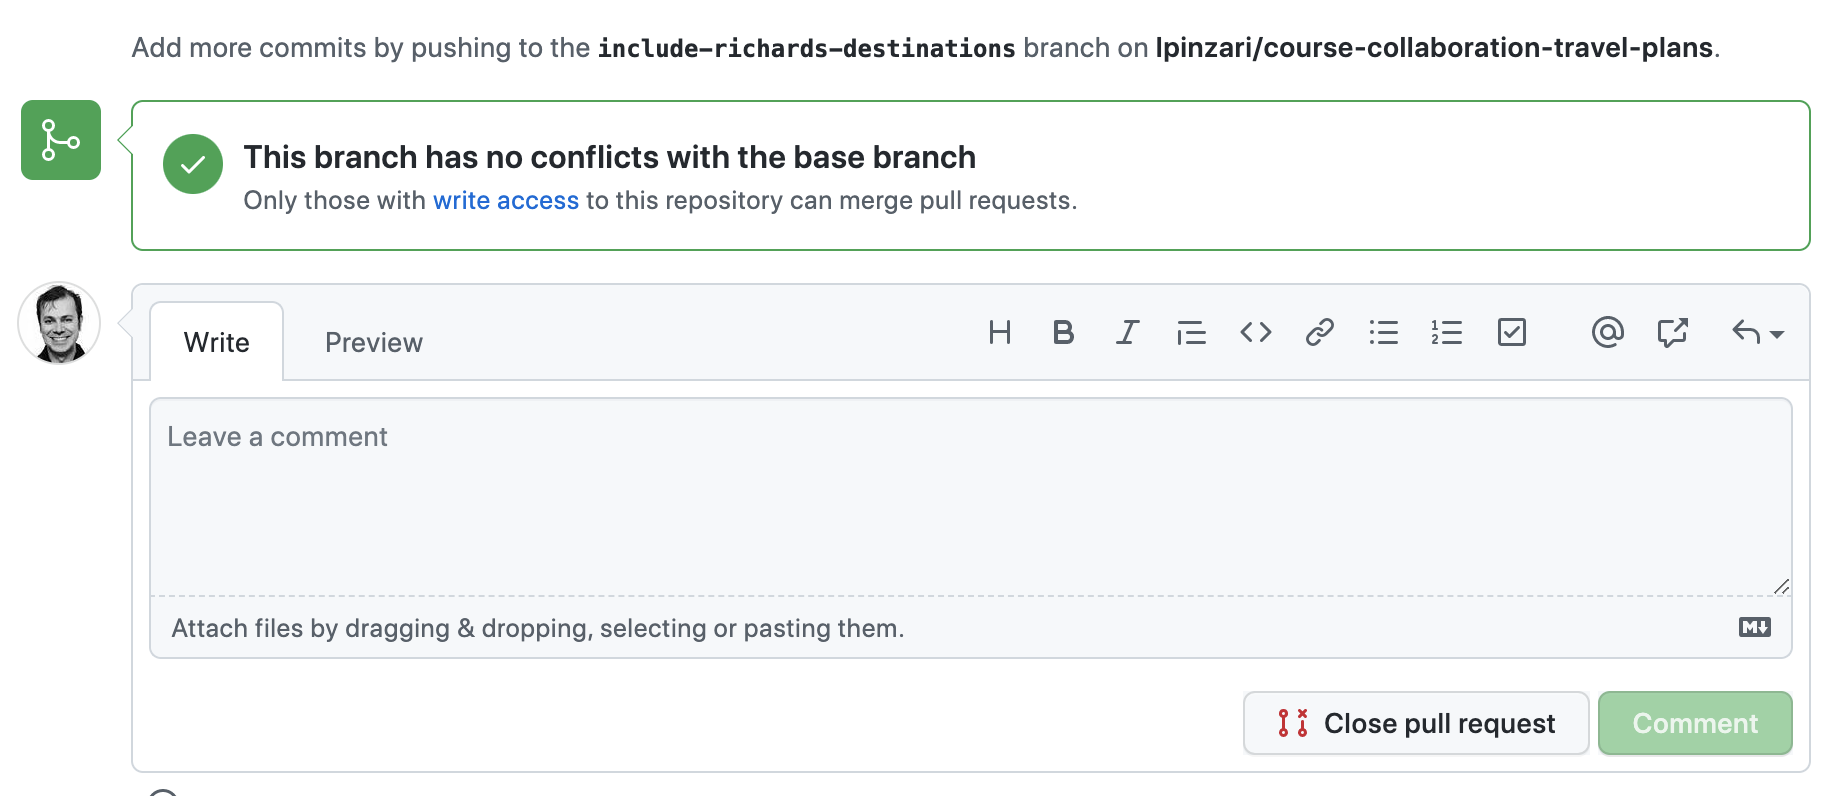 Add more commits by pushing to the include-richards-destinations branch on lpinzari/course-collaboration-travel-plans.
This branch has no conflicts with the base branch
Only those with write access to this repository can merge pull requests.
Write Preview
Leave a comment
Attach files by dragging & dropping, selecting or pasting them.
Close pull request Comment